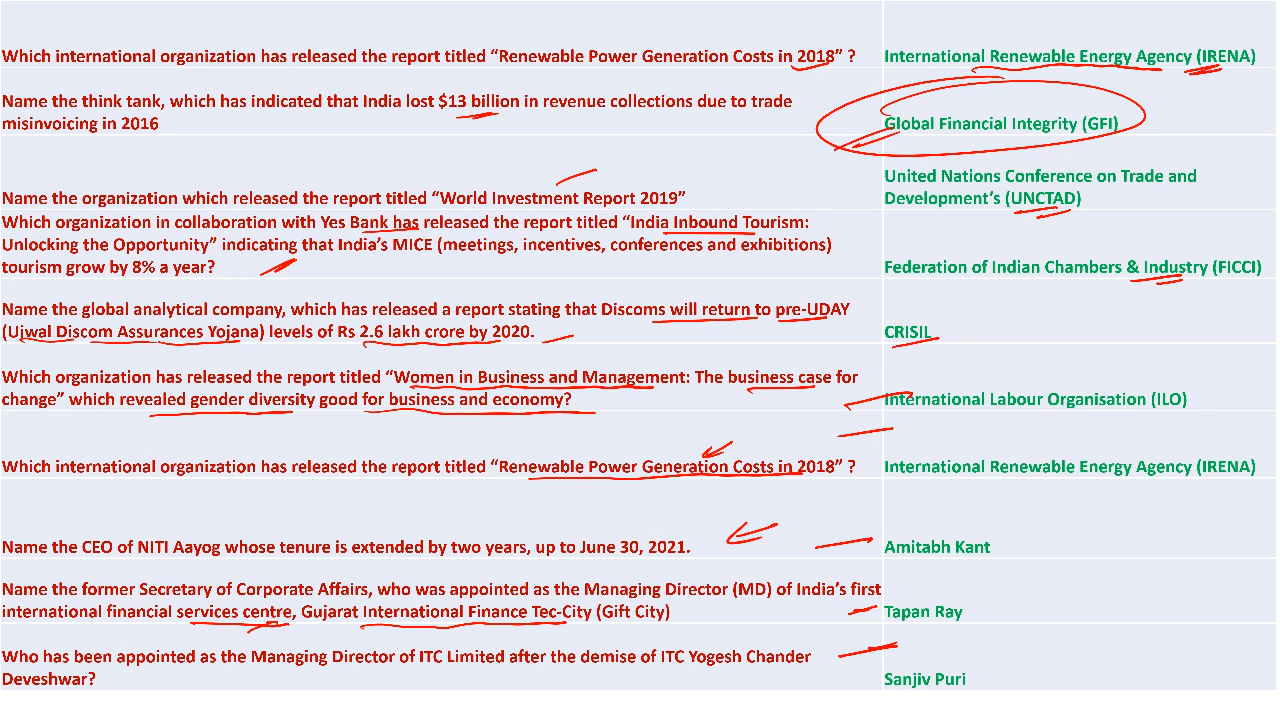 Which international organization has released the report titled “Renewable Power Generation Costs in 2018” ?
International Renewable Energy Agency (IRENA)
Name the think tank, which has indicated that India lost $13 billion in revenue collections due to trade
misinvoicing in 2016
Global Financial Integrity (GFI)
Name the organization which released the report titled “World Investment Report 2019”
United Nations Conference on Trade and
Development’s (UNCTAD)
Which organization in collaboration with Yes Bank has released the report titled “India Inbound Tourism:
Unlocking the Opportunity” indicating that India’s MICE (meetings, incentives, conferences and exhibitions)
tourism grow by 8% a year?
Federation of Indian Chambers & Industry (FICCI)
Name the global analytical company, which has released a report stating that Discoms will return to pre-UDAY
(Ujwal Discom Assurances Yojana) levels of Rs 2.6 lakh crore by 2020.
CRISIL
Which organization has released the report titled “Women in Business and Management: The business case for
change” which revealed gender diversity good for business and economy?
International Labour Organisation (ILO)
Which international organization has released the report titled “Renewable Power Generation Costs in 2018” ?
International Renewable Energy Agency (IRENA)
Name the CEO of NITI Aayog whose tenure is extended by two years, up to June 30, 2021.
Amitabh Kant
Name the former Secretary of Corporate Affairs, who was appointed as the Managing Director (MD) of India’s first
international financial services centre, Gujarat International Finance Tec-City (Gift City)
Tapan Ray
Who has been appointed as the Managing Director of ITC Limited after the demise of ITC Yogesh Chander
Deveshwar?
Sanjiv Puri